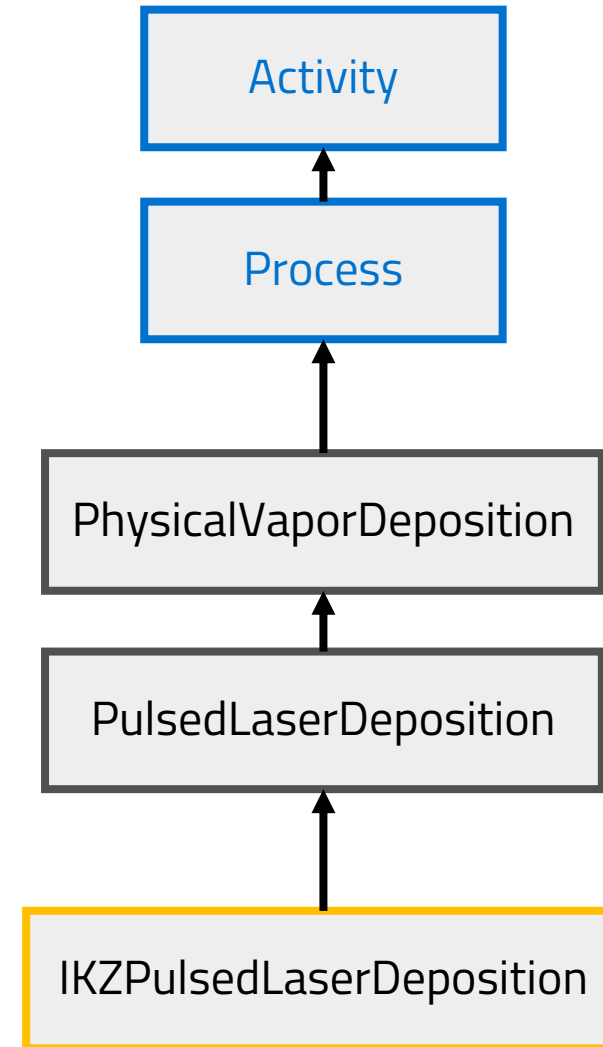 Activity
Process
PhysicalVaporDeposition
PulsedLaserDeposition
IKZPulsedLaserDeposition